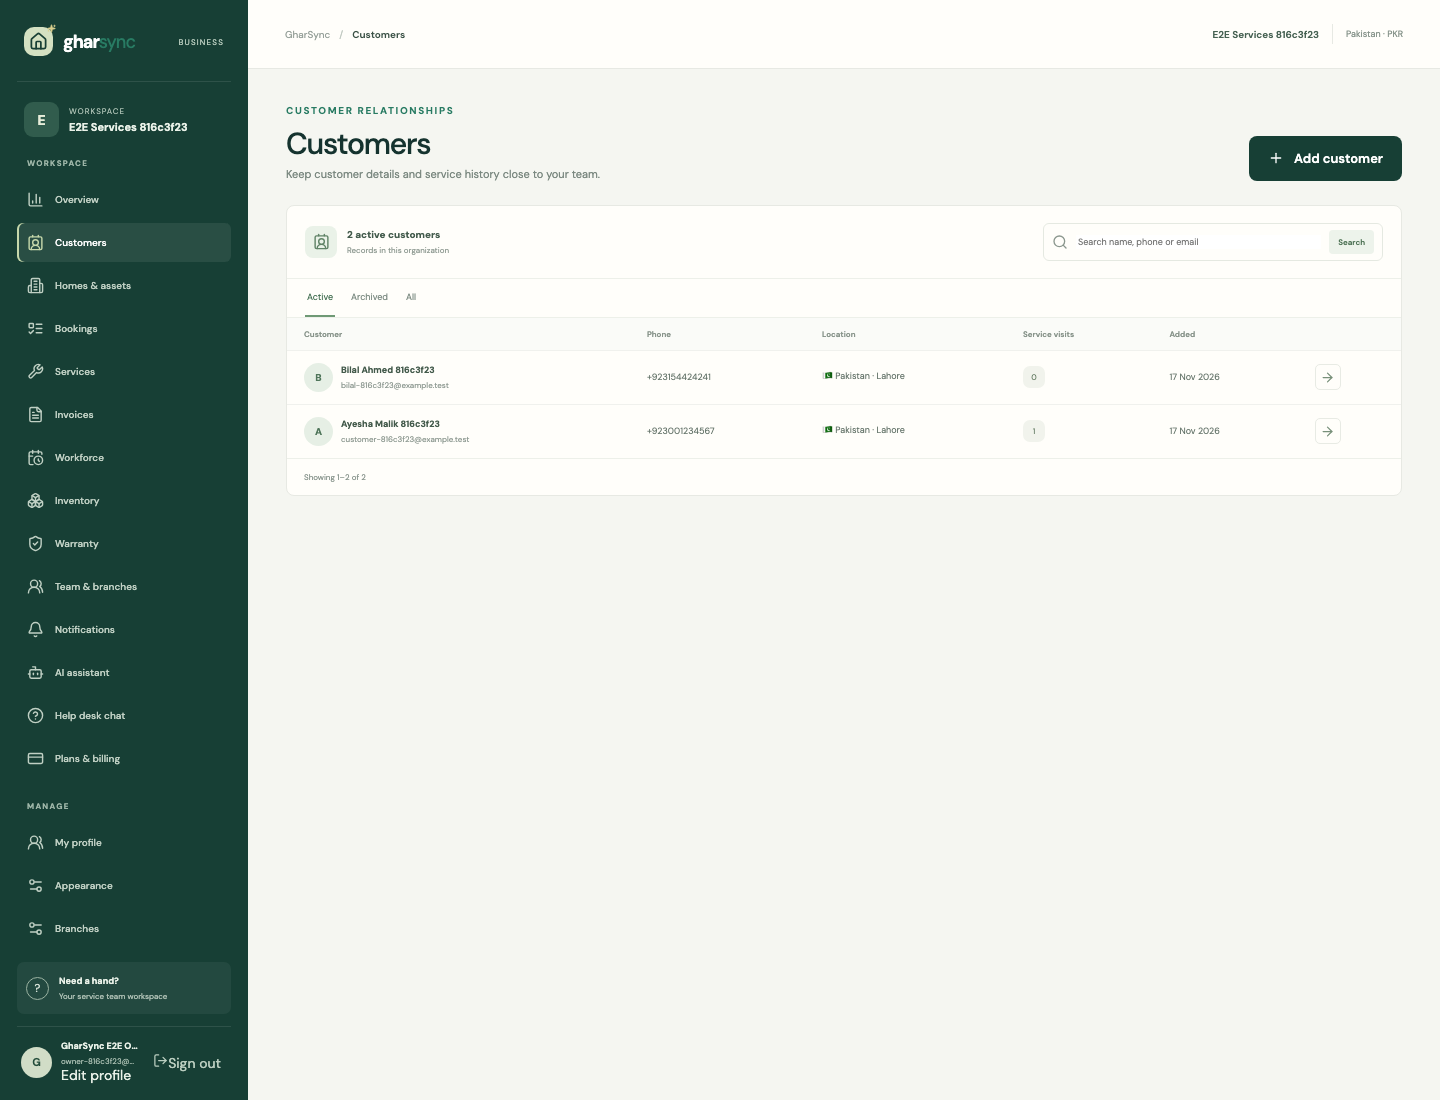 gharsync
BUSINESS
E
WORKSPACE
E2E Services 816c3f23
WORKSPACE
Overview
Customers
Homes & assets
Bookings
Services
Invoices
Workforce
Inventory
Warranty
Team & branches
Notifications
AI assistant
Help desk chat
Plans & billing
MANAGE
My profile
Appearance
Branches
?
Need a hand?
Your service team workspace
G
GharSync E2E O...
owner-816c3f23@...
Edit profile
Sign out
GharSync / Customers
E2E Services 816c3f23
Pakistan · PKR
CUSTOMER RELATIONSHIPS
Customers
Keep customer details and service history close to your team.
+ Add customer
2 active customers
Records in this organization
Search name, phone or email
Search
Active Archived All
Customer Phone Location Service visits Added
B
Bilal Ahmed 816c3f23
bilal-816c3f23@example.test
+923154424241
Pakistan · Lahore
0
17 Nov 2026
A
Ayesha Malik 816c3f23
customer-816c3f23@example.test
+923001234567
Pakistan · Lahore
1
17 Nov 2026
Showing 1–2 of 2